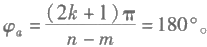 φₐ = (2k+1)π / (n−m) = 180°。